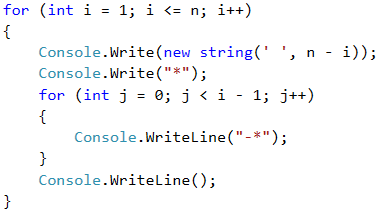 for (int i = 1; i <= n; i++)
{
    Console.Write(new string(' ', n - i));
    Console.Write("*");
    for (int j = 0; j < i - 1; j++)
    {
        Console.WriteLine("-*");
    }
    Console.WriteLine();
}